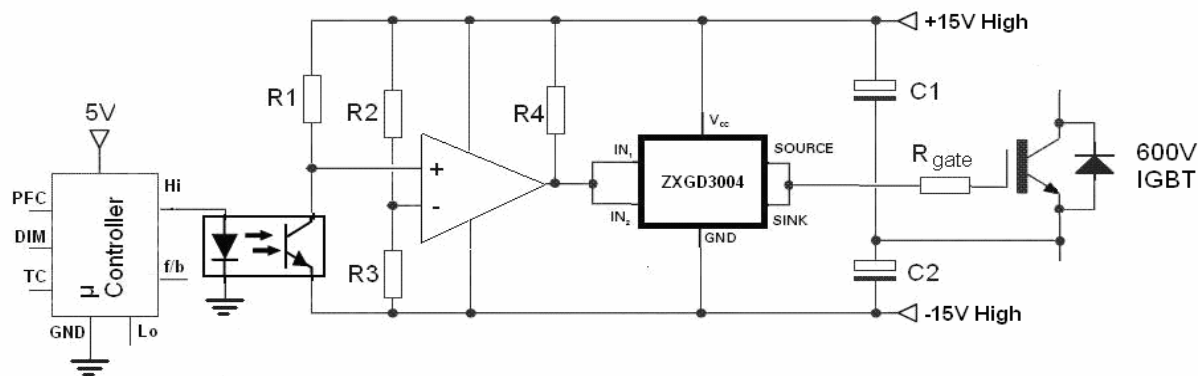 +15V High
R1
R2
R4
C1
5V
Vcc
IN1
SOURCE
Rgate
600V
IGBT
Hi
PFC
+
ZXGD3004
DIM
µ Controller
-
IN2
SINK
GND
TC
f/b
R3
C2
GND
Lo
-15V High